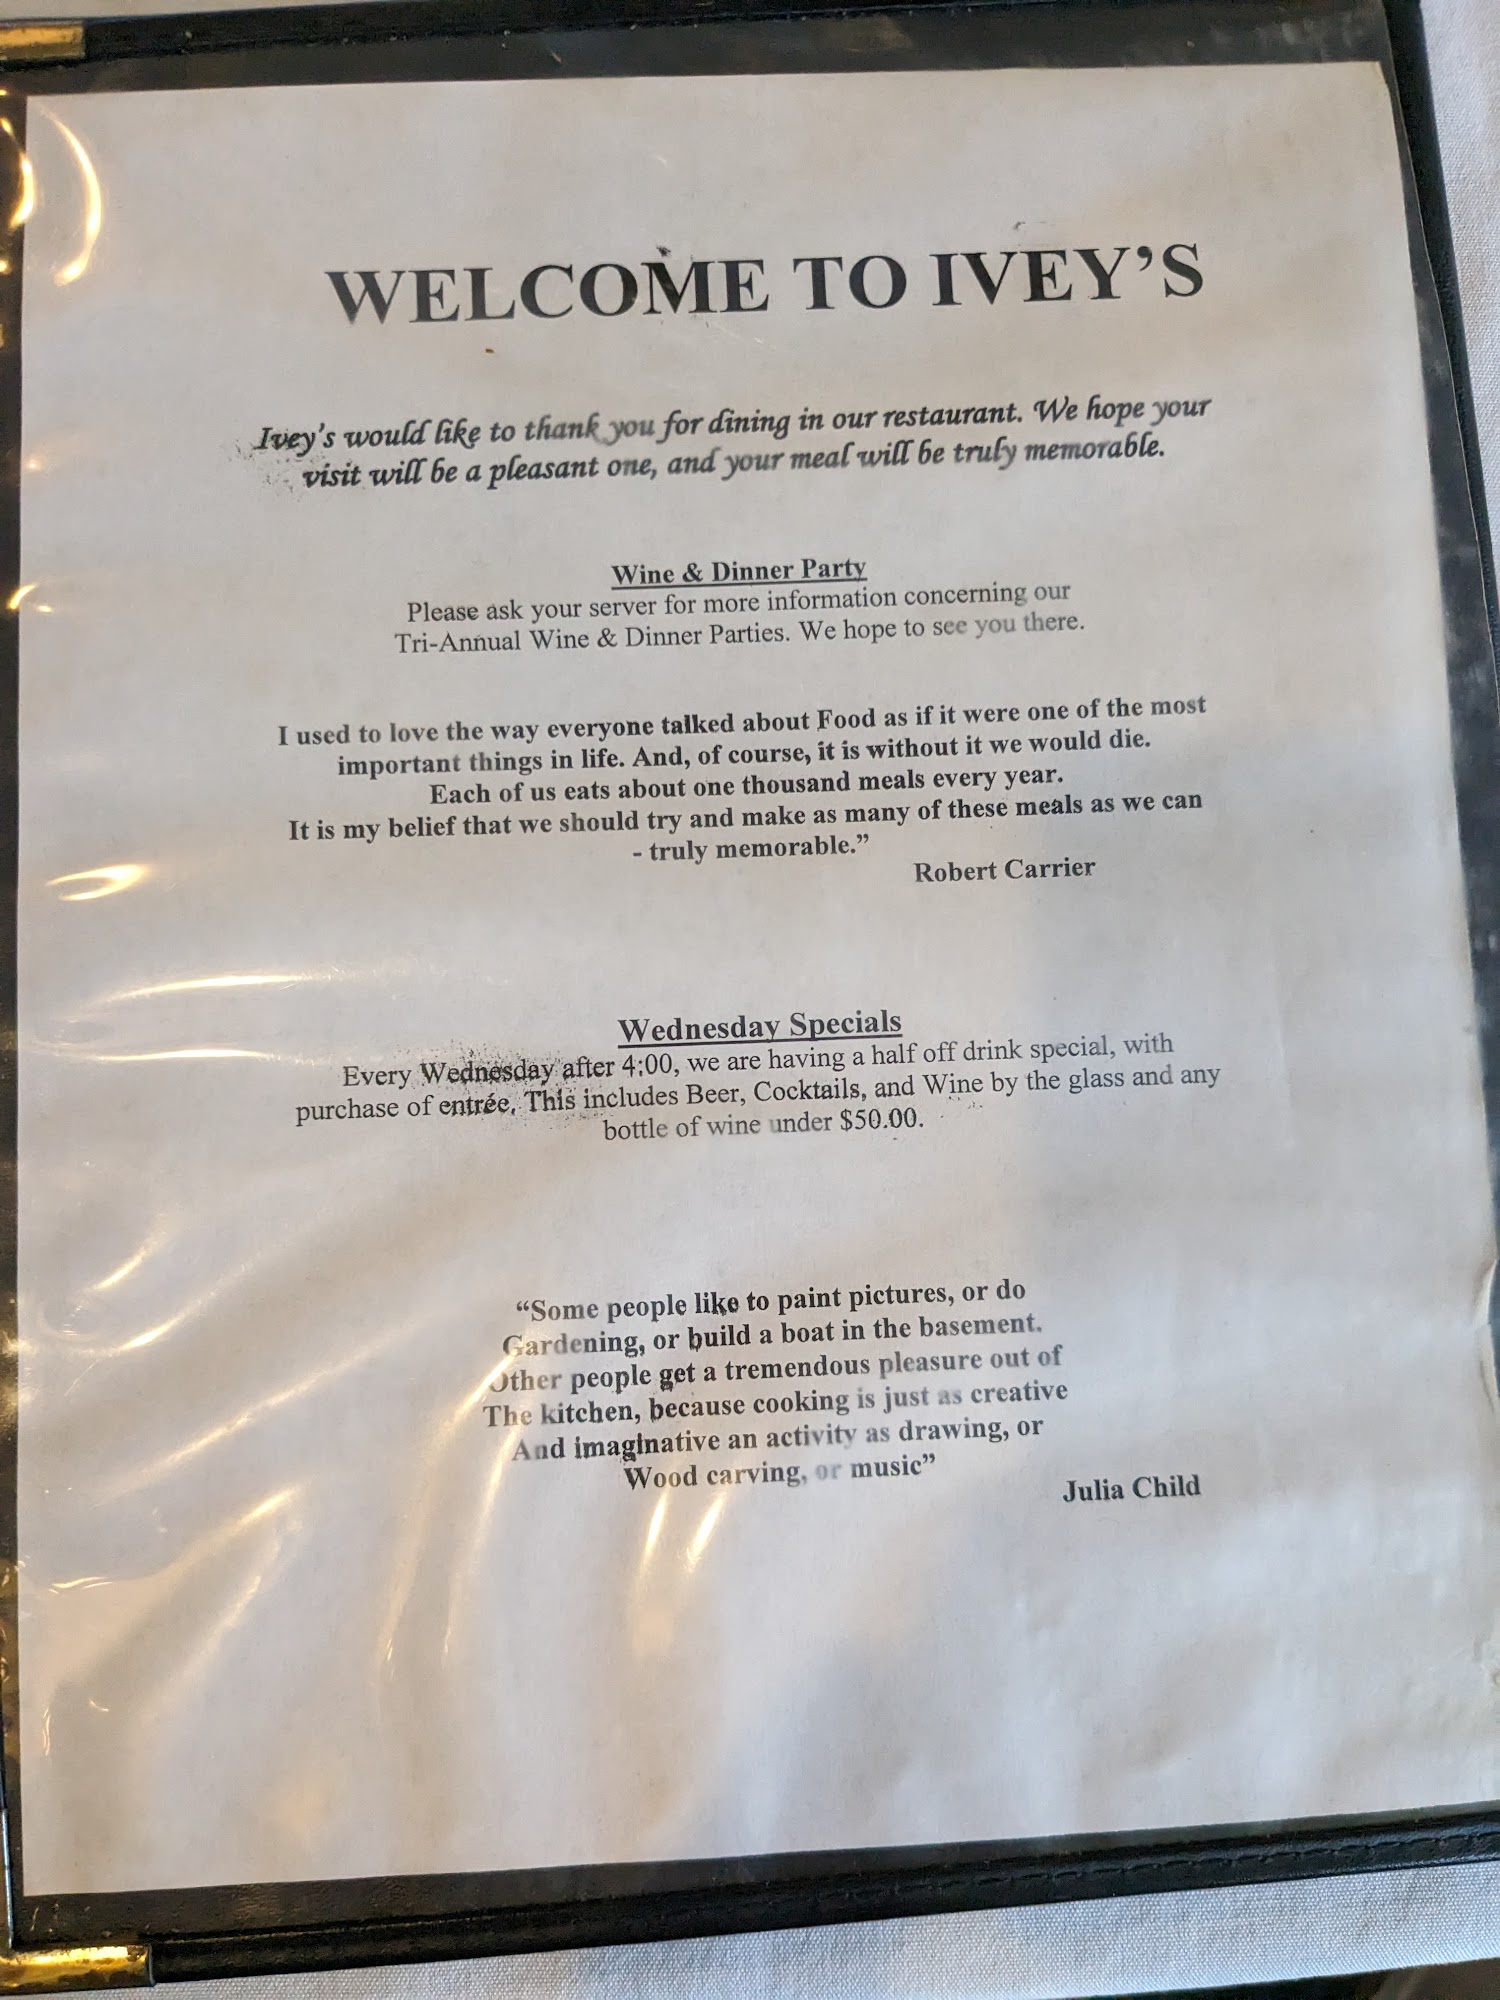 WELCOME TO IVEY'S
Ivey's would like to thank you for dining in our restaurant. We hope your
visit will be a pleasant one, and your meal will be truly memorable.
Wine & Dinner Party
Please ask your server for more information concerning our
Tri-Annual Wine & Dinner Parties. We hope to see you there.
I used to love the way everyone talked about Food as if it were one of the most
important things in life. And, of course, it is without it we would die.
Each of us eats about one thousand meals every year.
It is my belief that we should try and make as many of these meals as we can
- truly memorable.”
Robert Carrier
Wednesday Specials
Every Wednesday after 4:00, we are having a half off drink special, with
purchase of entrée. This includes Beer, Cocktails, and Wine by the glass and any
bottle of wine under $50.00.
“Some people like to paint pictures, or do
Gardening, or build a boat in the basement.
Other people get a tremendous pleasure out of
The kitchen, because cooking is just as creative
And imaginative an activity as drawing, or
Wood carving, or music”
Julia Child